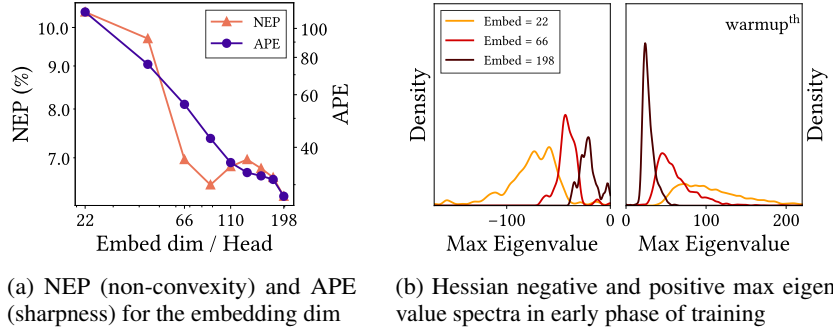 10.0
9.0
8.0
7.0
NEP (%)
NEP
APE
100
80
60
40
APE
22
66
110
198
Embed dim / Head
Density
Embed = 22
Embed = 66
Embed = 198
−100
0
Max Eigenvalue
warmupth
Density
0
100
200
Max Eigenvalue
(a) NEP (non-convexity) and APE
(sharpness) for the embedding dim
(b) Hessian negative and positive max eigen
value spectra in early phase of training